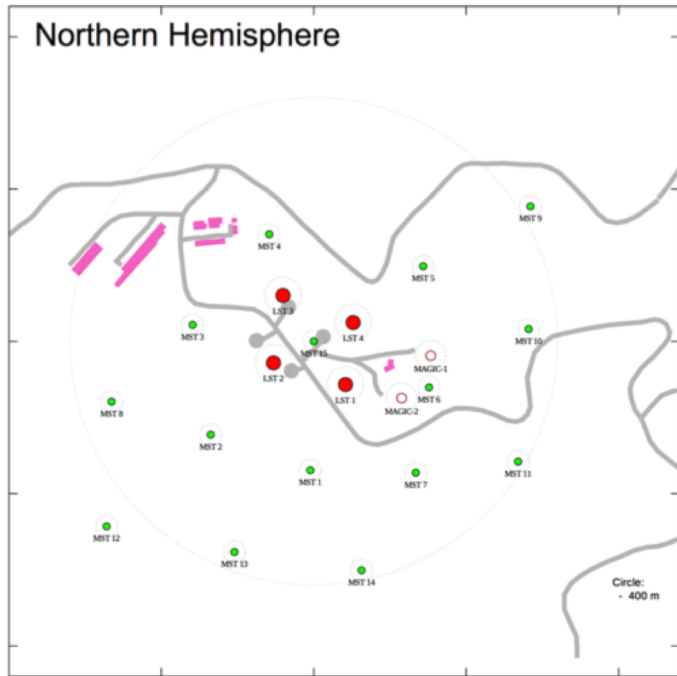 Northern Hemisphere
MST 9
MST 4
MST 5
LST 3
MST 3
LST 4
MST 10
MST 15
MAGIC-1
LST 2
LST 1
MST 6
MAGIC-2
MST 8
MST 2
MST 1
MST 7
MST 11
MST 12
MST 13
MST 14
Circle:
- 400 m